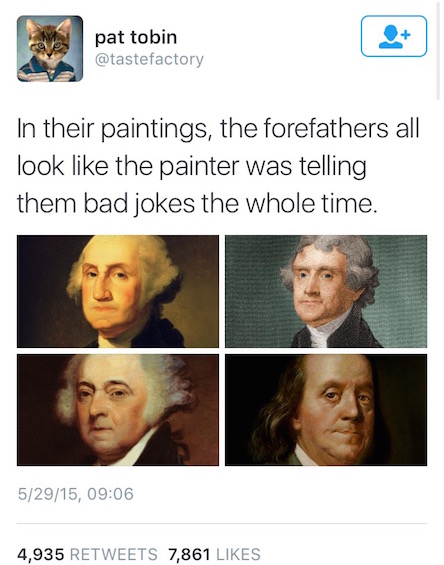 pat tobin
@tastefactory
In their paintings, the forefathers all
look like the painter was telling
them bad jokes the whole time.
5/29/15, 09:06
4,935 RETWEETS 7,861 LIKES